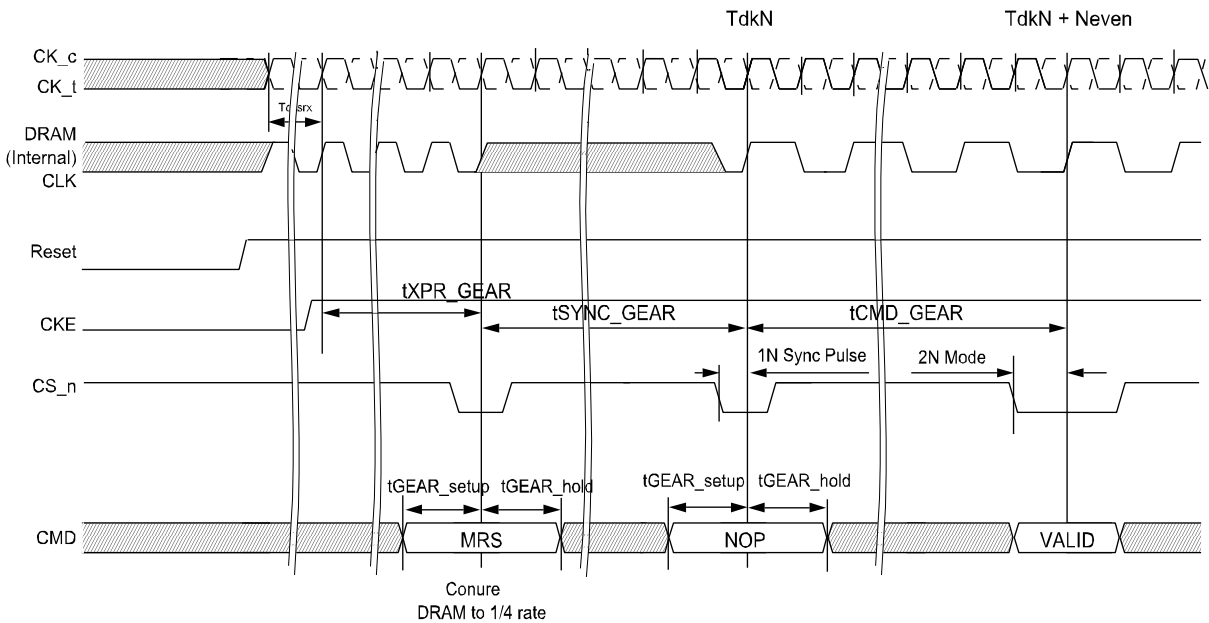 TdkN
TdkN + Neven
CK_c
CK_t
DRAM
(Internal)
CLK
Reset
tXPR_GEAR
tSYNC_GEAR
tCMD_GEAR
CKE
1N Sync Pulse
2N Mode
CS_n
tGEAR_setup
tGEAR_hold
tGEAR_setup
tGEAR_hold
CMD
MRS
NOP
VALID
Conure
DRAM to 1/4 rate